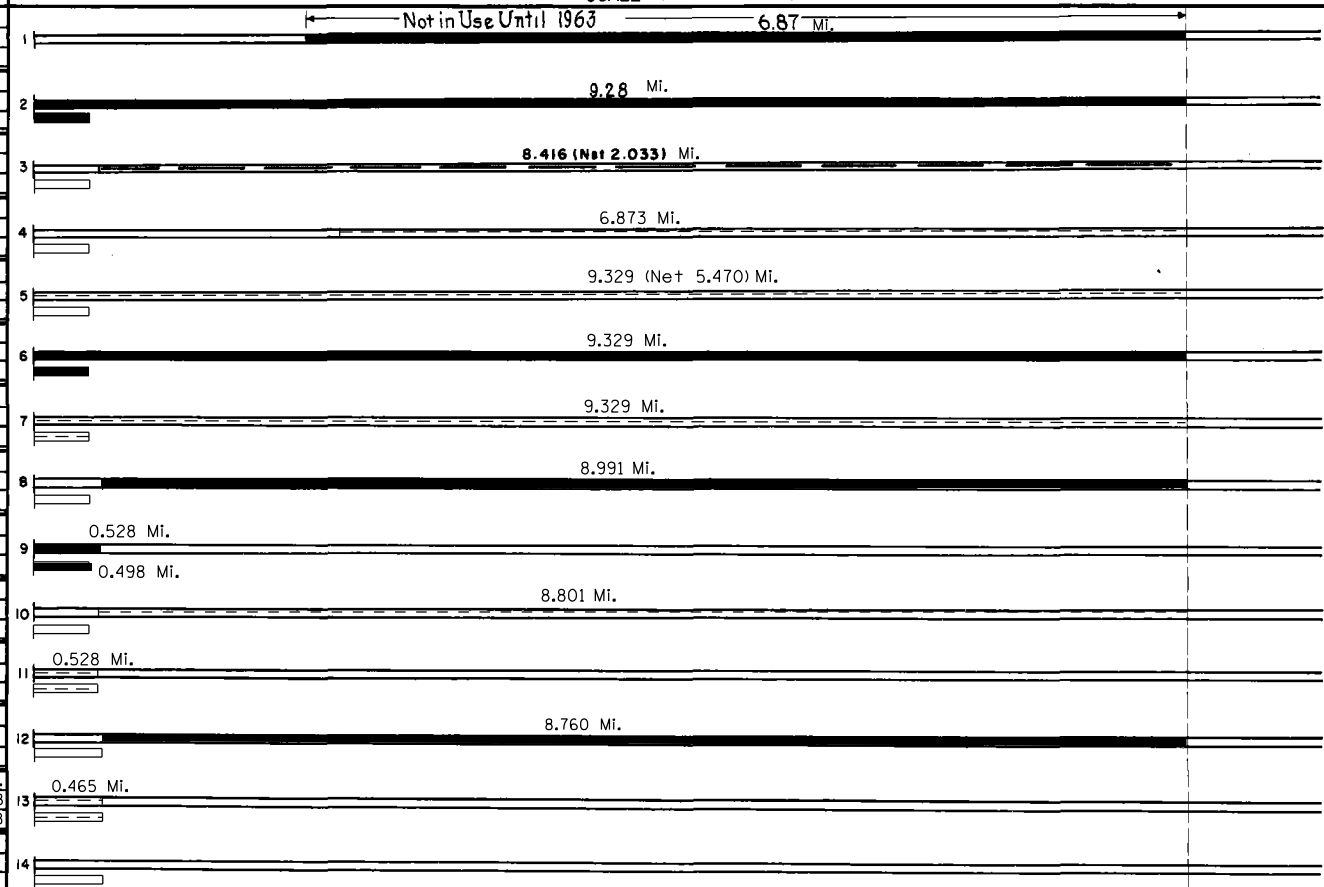 Not in Use Until 1963 6.87 Mi.
1
9.28 Mi.
2
8.416 (Net 2.033) Mi.
3
6.873 Mi.
4
9.329 (Net 5.470) Mi.
5
9.329 Mi.
6
9.329 Mi.
7
8.991 Mi.
8
0.528 Mi.
9
0.498 Mi.
8.801 Mi.
10
0.528 Mi.
11
8.760 Mi.
12
0.465 Mi.
13
14